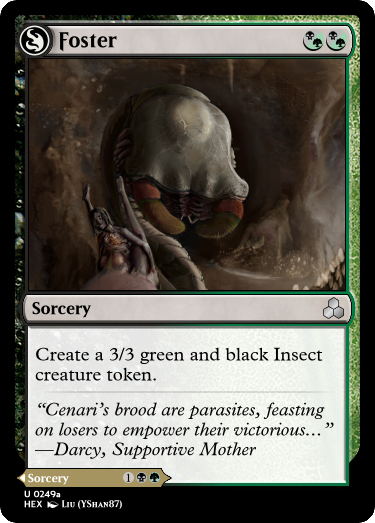 Foster
Sorcery
Create a 3/3 green and black Insect
creature token.
“Cenari’s brood are parasites, feasting
on losers to empower their victorious…”
—Darcy, Supportive Mother
Sorcery 1
U 0249a
HEX LIU (YSHAN87)